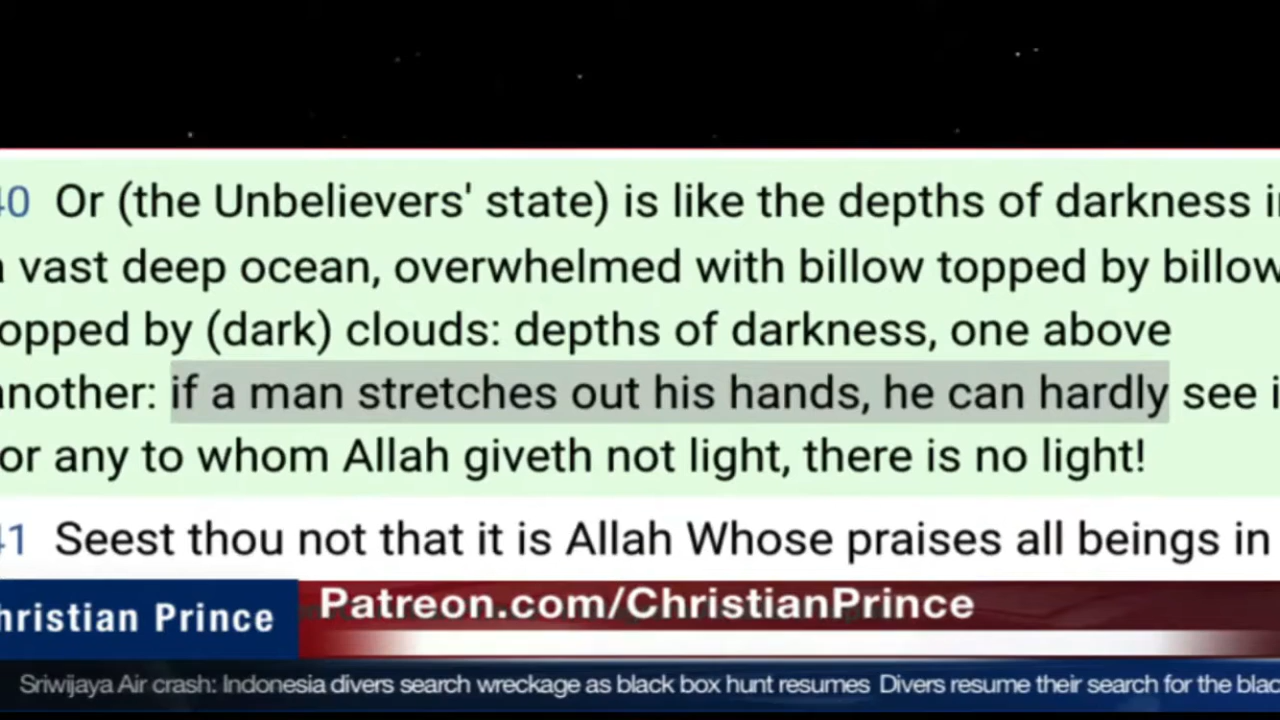 40 Or (the Unbelievers' state) is like the depths of darkness i
vast deep ocean, overwhelmed with billow topped by billow
opped by (dark) clouds: depths of darkness, one above
another: if a man stretches out his hands, he can hardly see i
or any to whom Allah giveth not light, there is no light!
41 Seest thou not that it is Allah Whose praises all beings in
hristian Prince
Patreon.com/ChristianPrince
Sriwijaya Air crash: Indonesia divers search wreckage as black box hunt resumes Divers resume their search for the blac